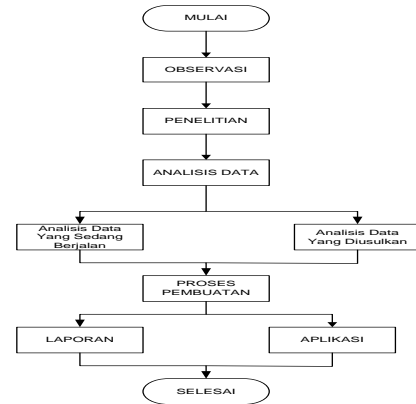 MULAI
OBSERVASI
PENELITIAN
ANALISIS DATA
Analisis Data
Yang Sedang
Berjalan
Analisis Data
Yang Diusulkan
PROSES
PEMBUATAN
LAPORAN
APLIKASI
SELESAI